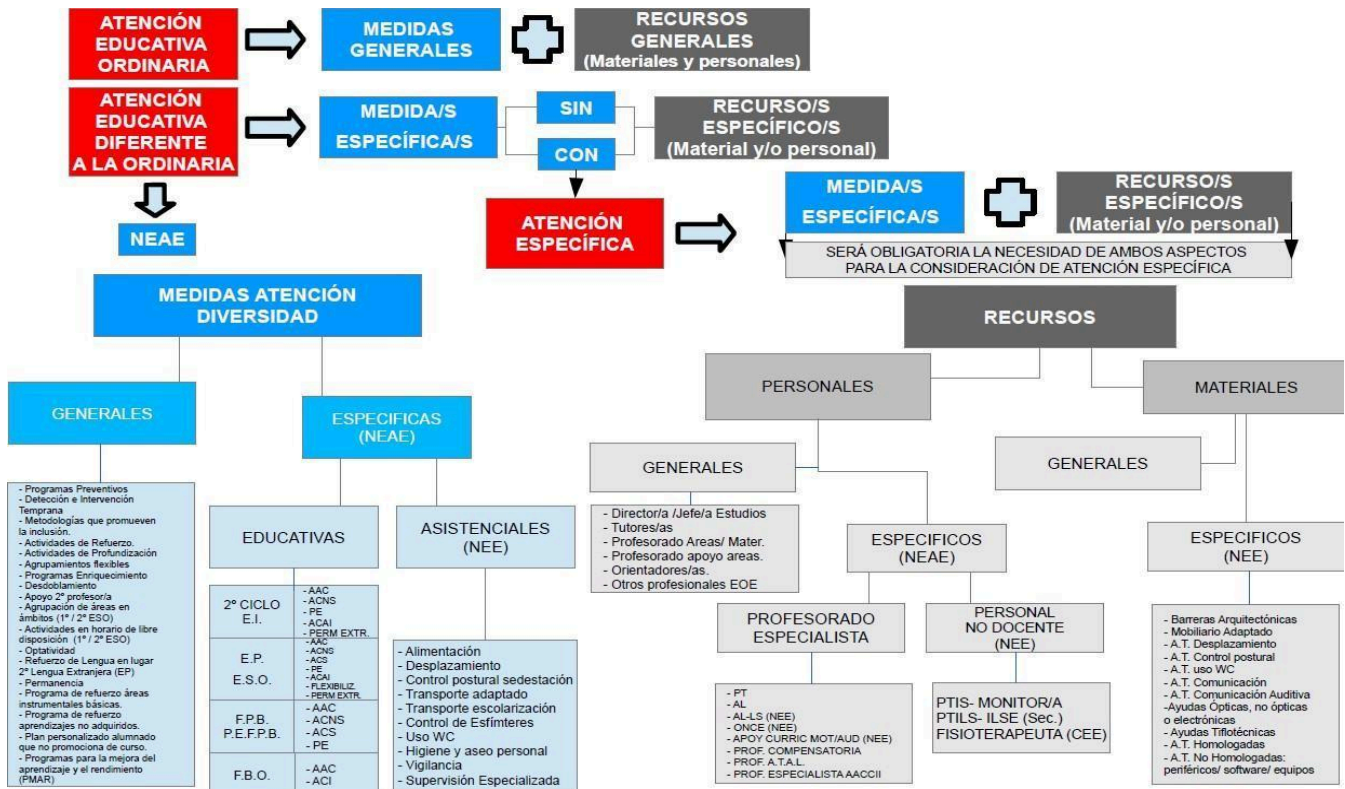 ATENCIÓN
EDUCATIVA
ORDINARIA
MEDIDAS
GENERALES
RECURSOS
GENERALES
(Materiales y personales)
ATENCIÓN
EDUCATIVA
DIFERENTE
A LA ORDINARIA
MEDIDA/S
ESPECÍFICA/S
SIN
CON
RECURSO/S
ESPECÍFICO/S
(Material y/o personal)
NEAE
ATENCIÓN
ESPECÍFICA
MEDIDA/S
ESPECÍFICA/S
RECURSO/S
ESPECÍFICO/S
(Material y/o personal)
SERÁ OBLIGATORIA LA NECESIDAD DE AMBOS ASPECTOS
PARA LA CONSIDERACIÓN DE ATENCIÓN ESPECÍFICA
MEDIDAS ATENCIÓN
DIVERSIDAD
GENERALES
- Programas Preventivos
- Detección e Intervención
Temprana
- Metodologías que promueven
la inclusión.
- Actividades de Refuerzo.
- Actividades de Profundización
- Agrupamientos flexibles
- Programas Enriquecimiento
- Desdoblamiento
- Apoyo 2º profesor/a
- Agrupación de áreas en
ámbitos (1º / 2º ESO)
- Actividades en horario de libre
disposición (1º / 2º ESO)
- Optatividad
- Refuerzo de Lengua en lugar
2º Lengua Extranjera (EP)
- Permanencia
- Programa de refuerzo áreas
instrumentales básicas.
- Programa de refuerzo
aprendizajes no adquiridos.
- Plan personalizado alumnado
que no promociona de curso.
- Programas para la mejora del
aprendizaje y el rendimiento
(PMAR)
ESPECIFICAS
(NEAE)
EDUCATIVAS
2º CICLO
E.I.
- AAC
- ACNS
- PE
- ACAI
- PERM EXTR.
E.P.
E.S.O.
- AAC
- ACNS
- ACS
- PE
- ACAI
- FLEXIBILIZ.
- PERM EXTR.
F.P.B.
P.E.F.P.B.
- AAC
- ACNS
- ACS
- PE
F.B.O.
- AAC
- ACI
ASISTENCIALES
(NEE)
- Alimentación
- Desplazamiento
- Control postural sedestación
- Transporte adaptado
- Transporte escolarización
- Control de Esfímteres
- Uso WC
- Higiene y aseo personal
- Vigilancia
- Supervisión Especializada
RECURSOS
PERSONALES
GENERALES
- Director/a /Jefe/a Estudios
- Tutores/as
- Profesorado Areas/ Mater.
- Profesorado apoyo areas.
- Orientadores/as.
- Otros profesionales EOE
ESPECIFICOS
(NEAE)
PROFESORADO
ESPECIALISTA
- PT
- AL
- AL-LS (NEE)
- ONCE (NEE)
- APOY CURRIC MOT/AUD (NEE)
- PROF. COMPENSATORIA
- PROF. A.T.A.L.
- PROF. ESPECIALISTA AACCII
PERSONAL
NO DOCENTE
(NEE)
PTIS- MONITOR/A
PTILS- ILSE (Sec.)
FISIOTERAPEUTA (CEE)
MATERIALES
GENERALES
ESPECIFICOS
(NEE)
- Barreras Arquitectónicas
- Mobiliario Adaptado
- A.T. Desplazamiento
- A.T. Control postural
- A.T. uso WC
- A.T. Comunicación
- A.T. Comunicación Auditiva
-Ayudas Ópticas, no ópticas
o electrónicas
- Ayudas Tiflotécnicas
- A.T. Homologadas
- A.T. No Homologadas:
periféricos/ software/ equipos